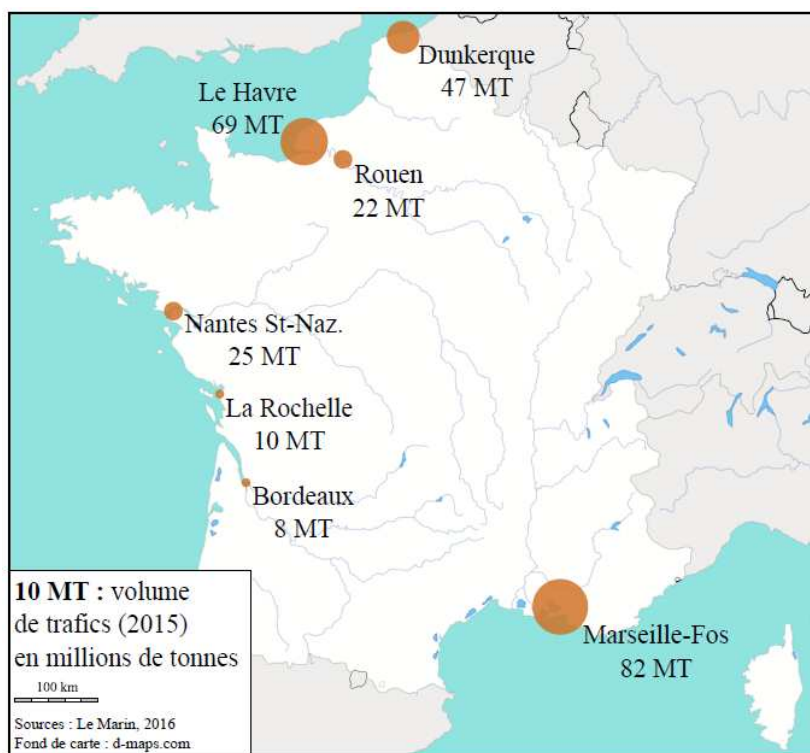 Dunkerque
47 MT
Le Havre
69 MT
Rouen
22 MT
Nantes St-Naz.
25 MT
La Rochelle
10 MT
Bordeaux
8 MT
Marseille-Fos
82 MT
10 MT : volume
de trafics (2015)
en millions de tonnes
100 km
Sources : Le Marin, 2016
Fond de carte : d-maps.com